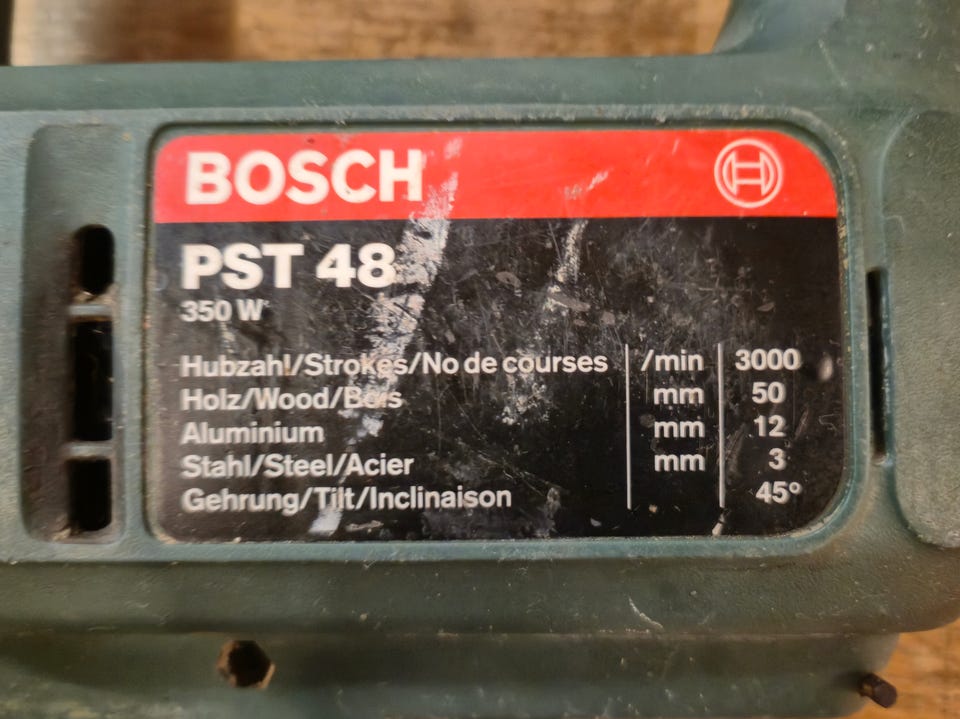 BOSCH
PST 48
350 W
Hubzahl/Strokes/No de courses /min 3000
Holz/Wood/Bois mm 50
Aluminium mm 12
Stahl/Steel/Acier mm 3
Gehrung/Tilt/Inclinaison 45°